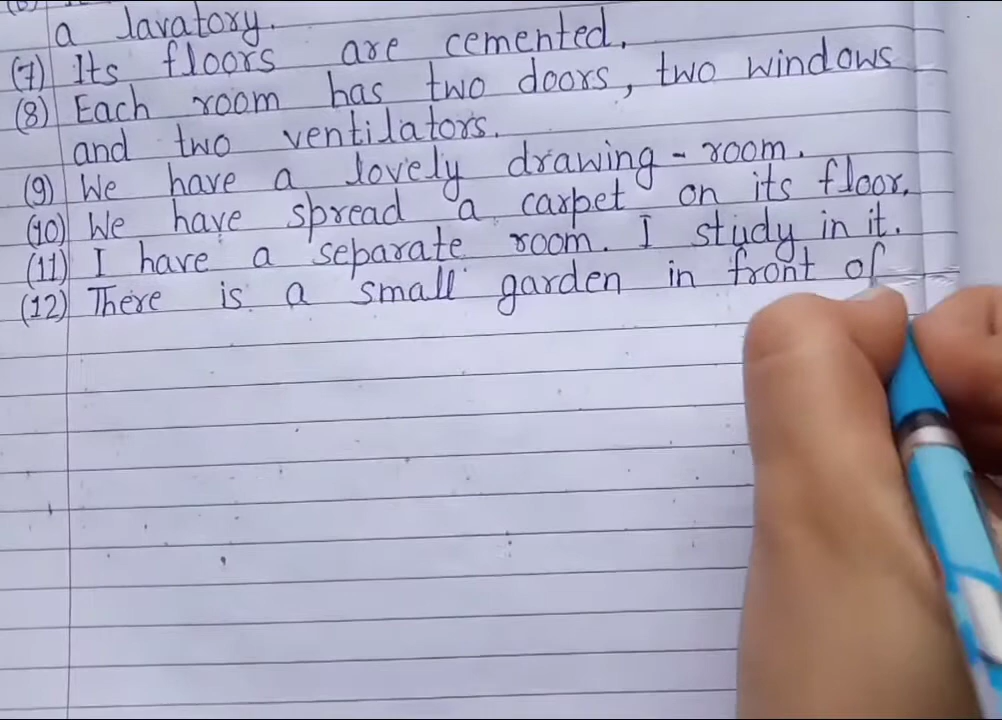 a lavatory.
(7) Its floors are cemented.
(8) Each room has two doors, two windows
and two ventilators.
(9) We have a lovely drawing-room.
(10) We have spread a carpet on its floor.
(11) I have a separate room. I study in it.
(12) There is a small garden in front of